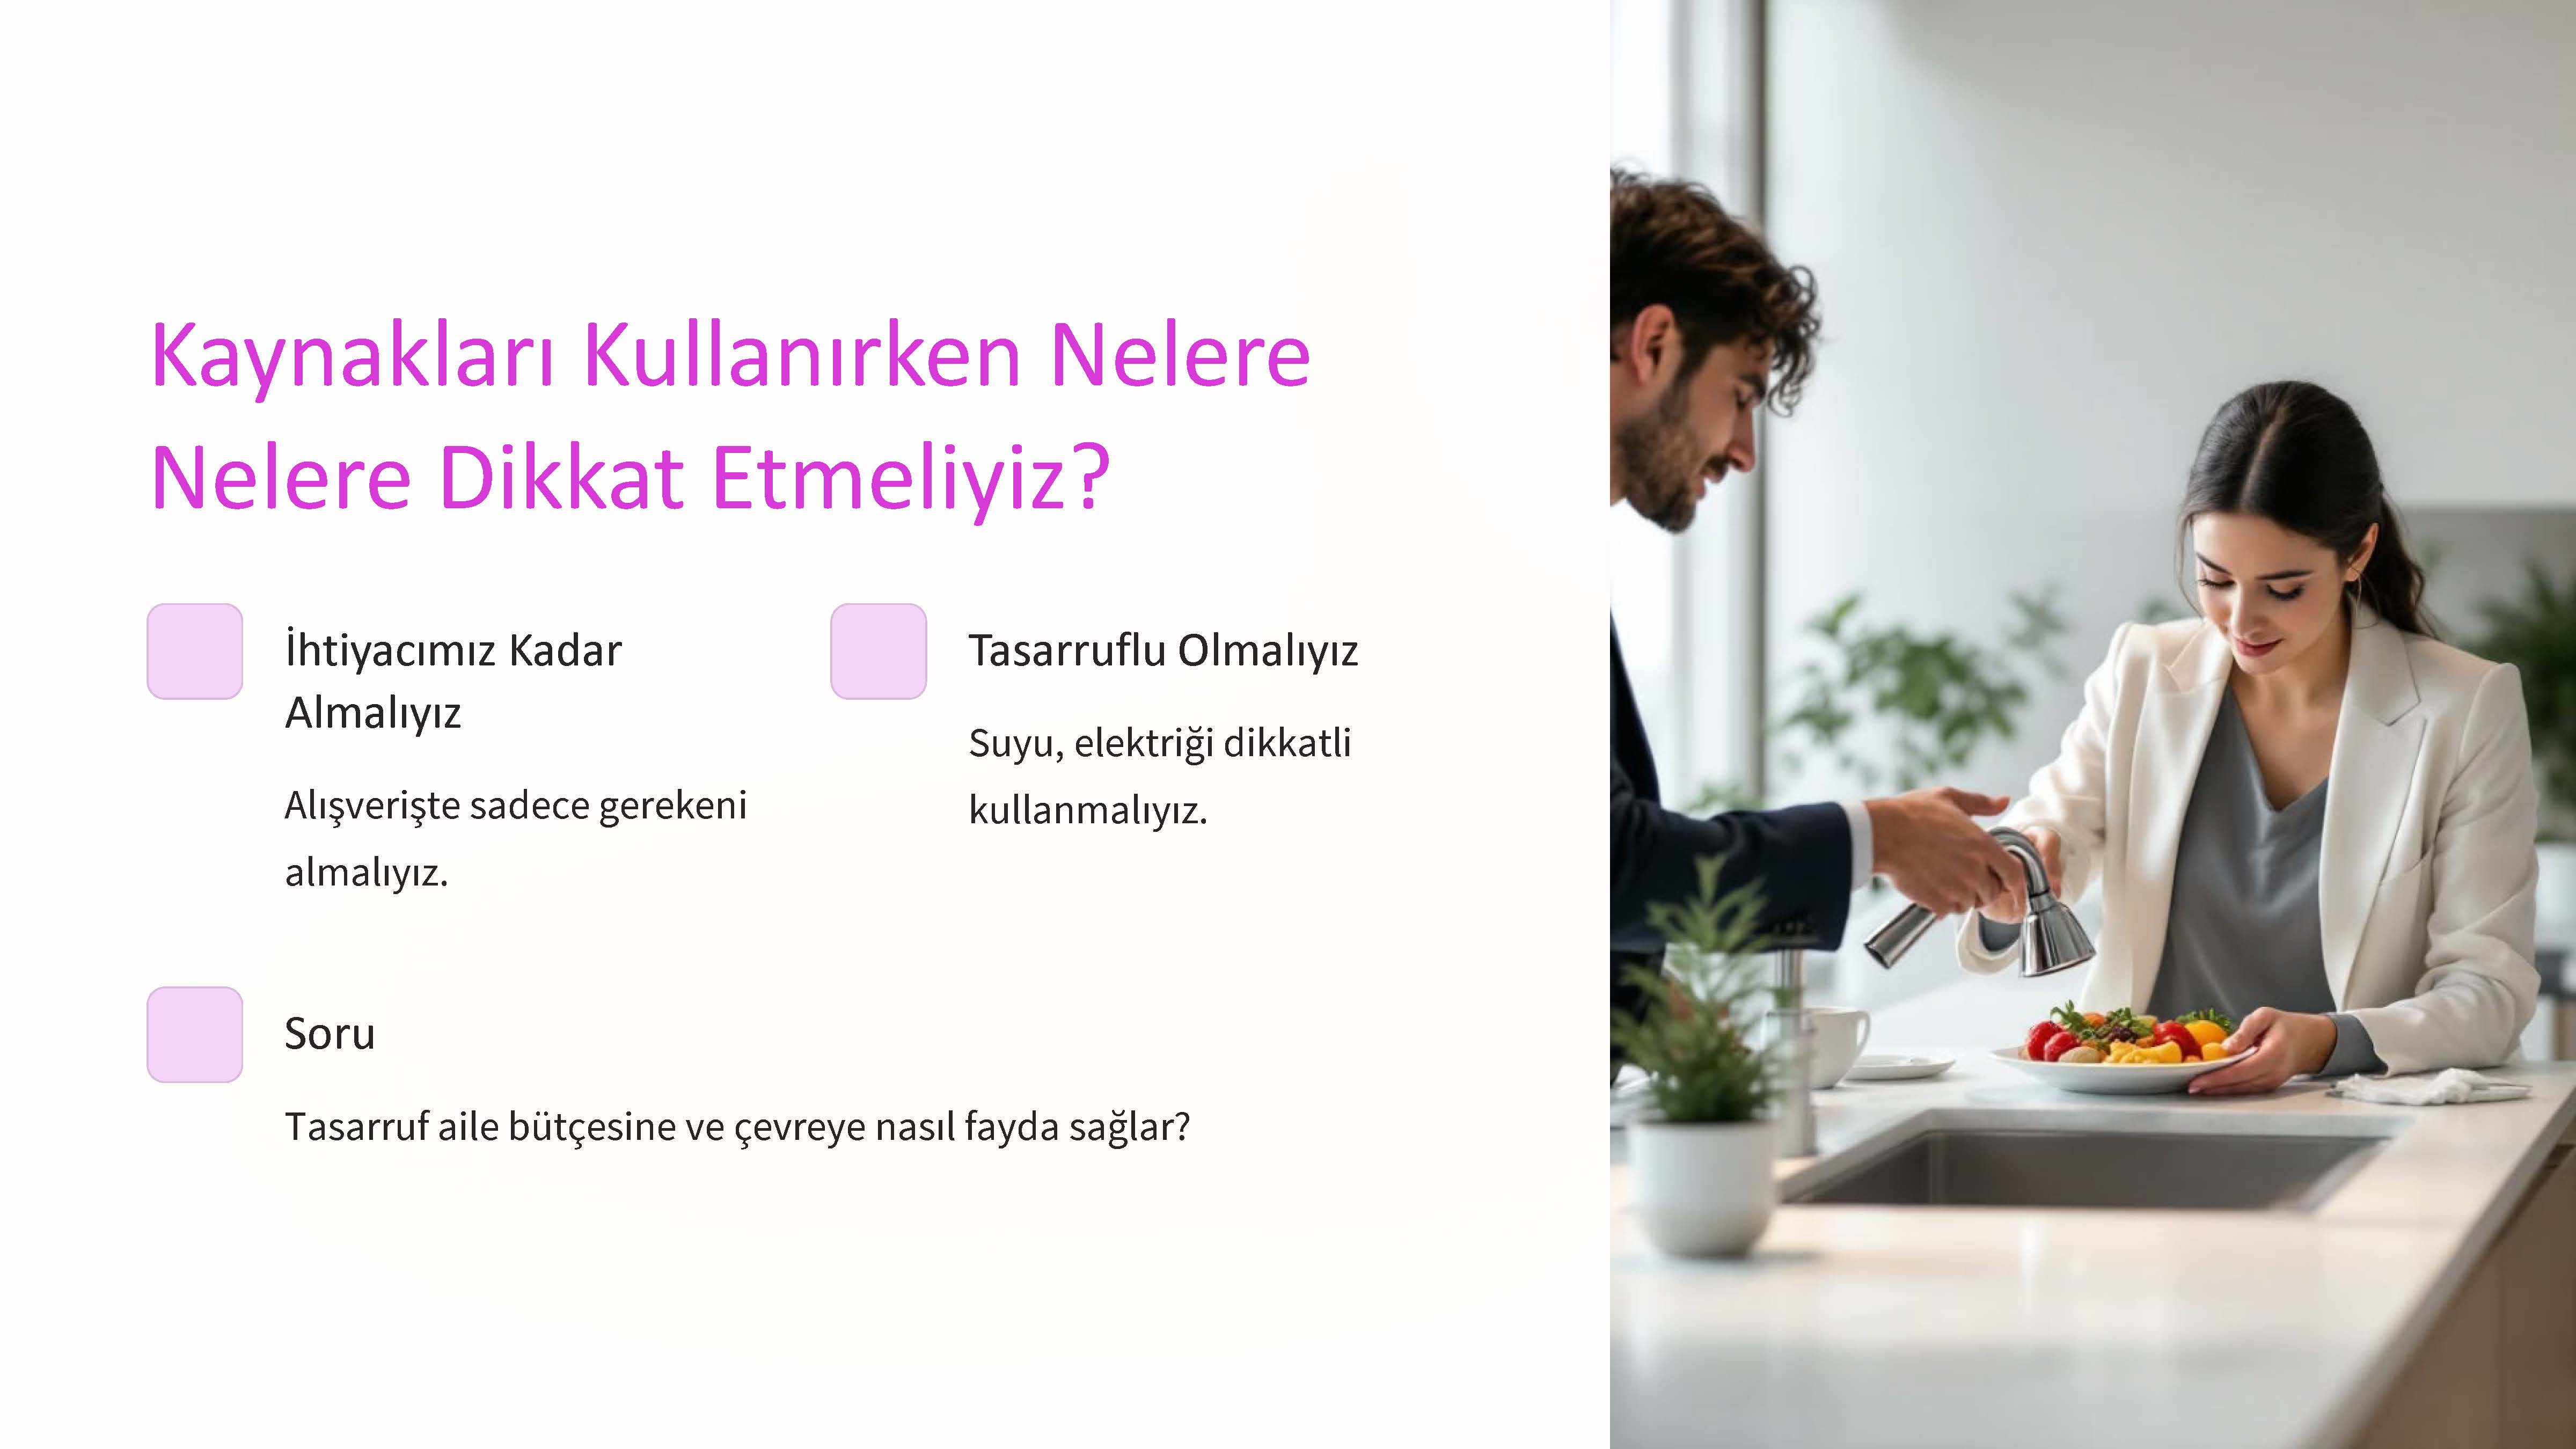 Kaynakları Kullanırken Nelere
Nelere Dikkat Etmeliyiz?
İhtiyacımız Kadar
Almalıyız
Alışverişte sadece gerekeni
almalıyız.
Tasarruflu Olmalıyız
Suyu, elektriği dikkatli
kullanmalıyız.
Soru
Tasarruf aile bütçesine ve çevreye nasıl fayda sağlar?